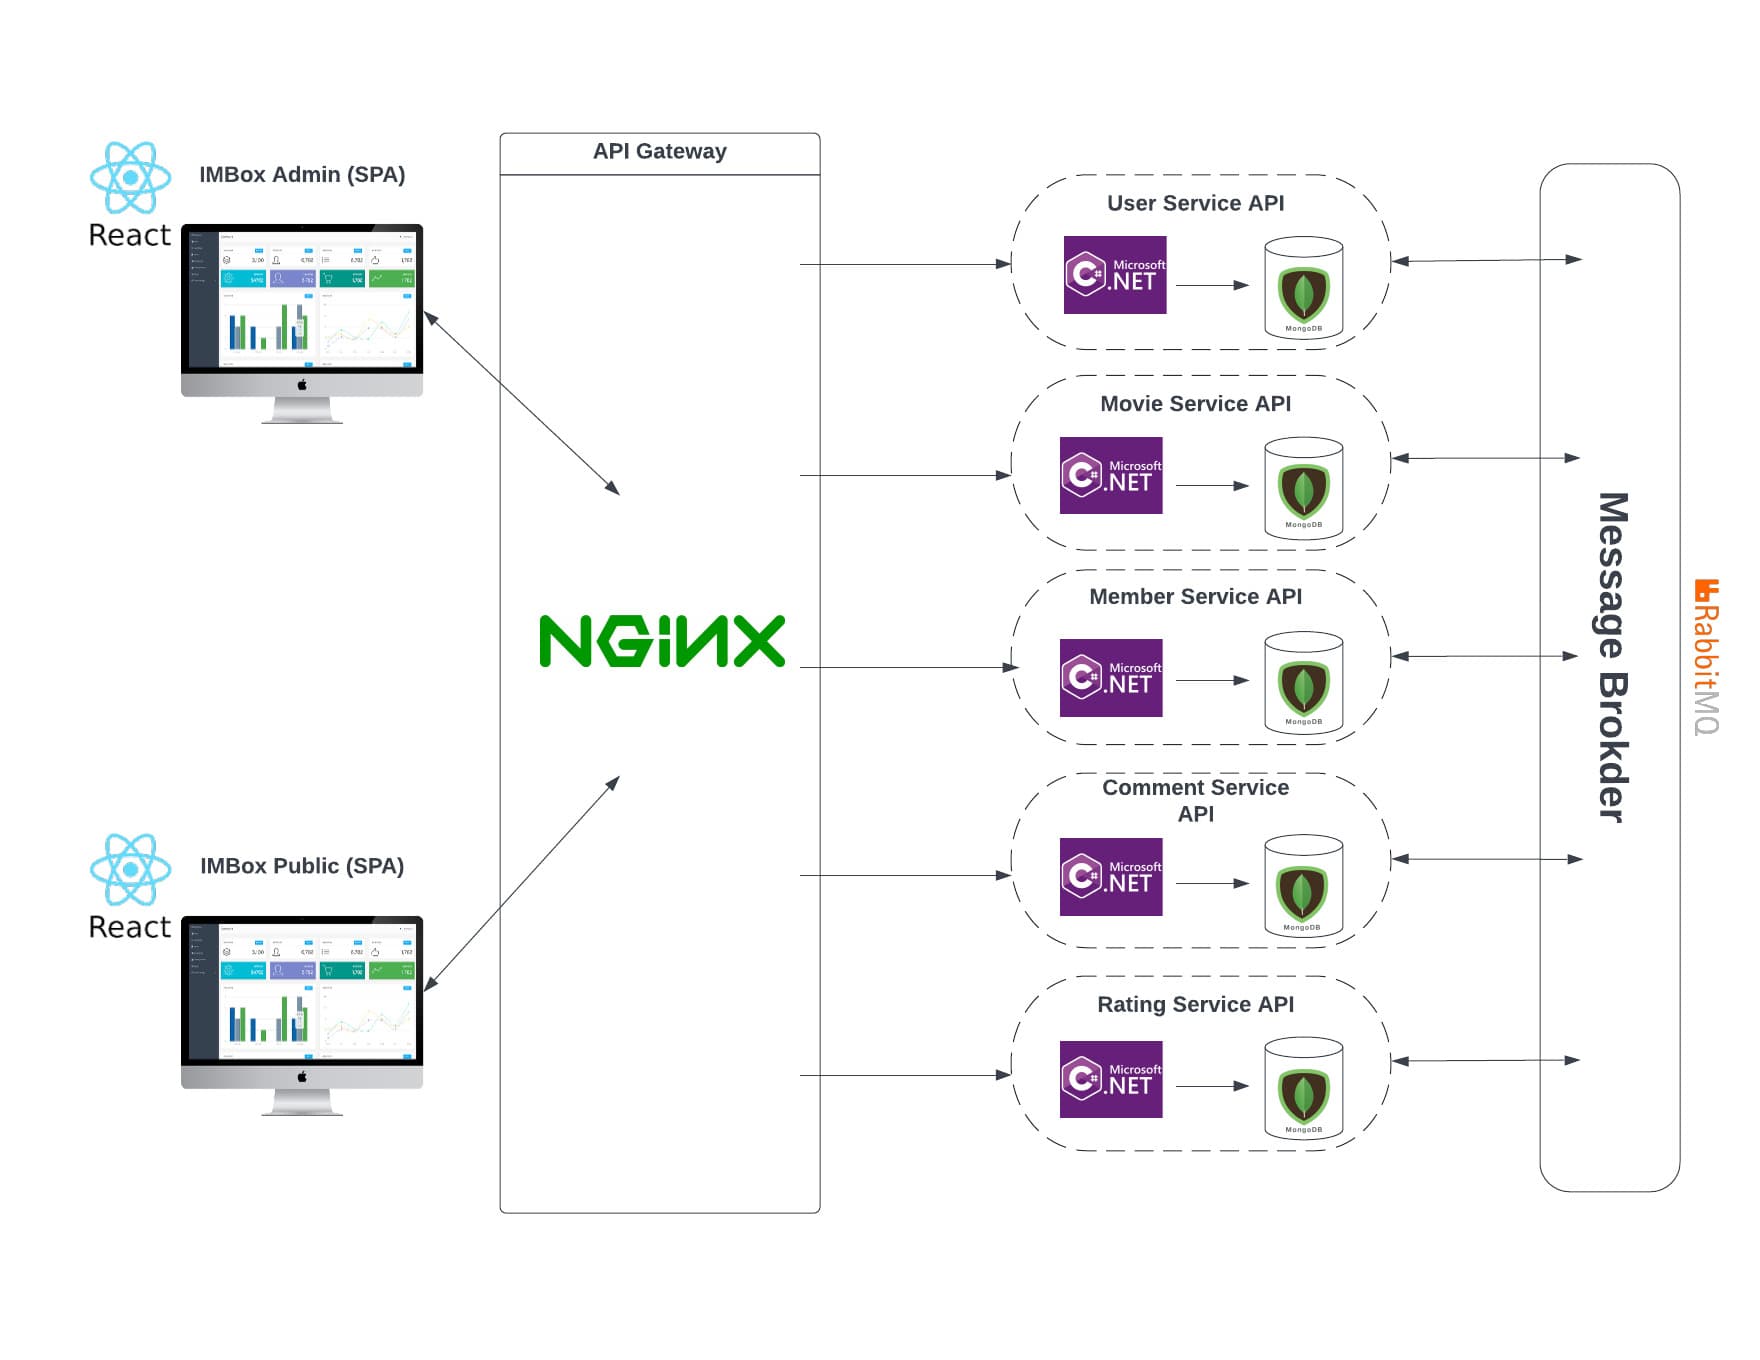 IMBox Admin (SPA)
React
API Gateway
NGiNX
IMBox Public (SPA)
React
User Service API
Microsoft
C#
.NET
MongoDB
Movie Service API
Microsoft
C#
.NET
MongoDB
Member Service API
Microsoft
C#
.NET
MongoDB
Comment Service
API
Microsoft
C#
.NET
MongoDB
Rating Service API
Microsoft
C#
.NET
MongoDB
Message Brokder
RabbitMQ